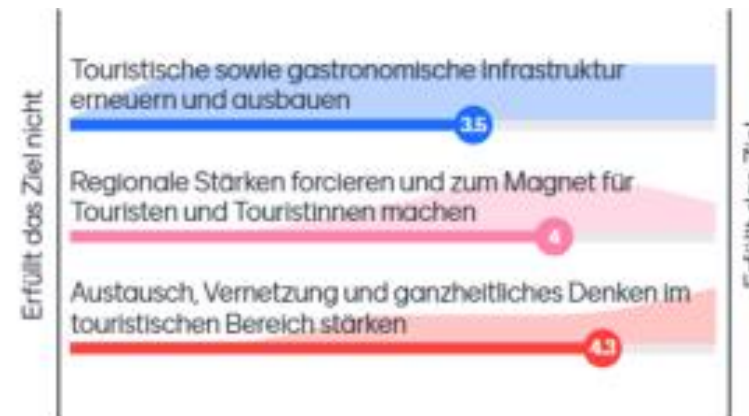 Erfüllt das Ziel nicht
Touristische sowie gastronomische Infrastruktur
erneuern und ausbauen
3.5
Regionale Stärken forcieren und zum Magnet für
Touristen und Touristinnen machen
4
Austausch, Vernetzung und ganzheitliches Denken im
touristischen Bereich stärken
4.3